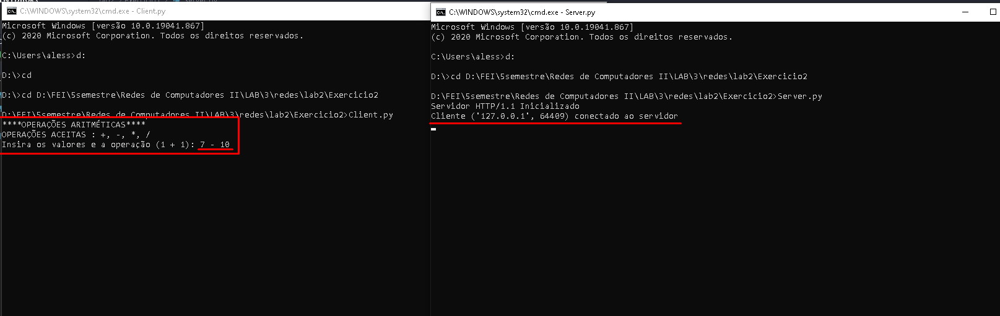 C:\WINDOWS\system32\cmd.exe - Client.py
Microsoft Windows [versão 10.0.19041.867]
(c) 2020 Microsoft Corporation. Todos os direitos reservados.
C:\Users\aless>d:
D:\>cd
D:\>cd D:\FEI\5semestre\Redes de Computadores II\LAB\3\redes\lab2\Exercicio2
D:\FEI\5semestre\Redes de Computadores II\LAB\3\redes\lab2\Exercicio2>Client.py
****OPERAÇÕES ARITMÉTICAS****
OPERAÇÕES ACEITAS : +, -, *, /
Insira os valores e a operação (1 + 1): 7 - 10
C:\WINDOWS\system32\cmd.exe - Server.py
Microsoft Windows [versão 10.0.19041.867]
(c) 2020 Microsoft Corporation. Todos os direitos reservados.
C:\Users\aless>d:
D:\>cd D:\FEI\5semestre\Redes de Computadores II\LAB\3\redes\lab2\Exercicio2
D:\FEI\5semestre\Redes de Computadores II\LAB\3\redes\lab2\Exercicio2>Server.py
Servidor HTTP/1.1 Inicializado
Cliente ('127.0.0.1', 64409) conectado ao servidor